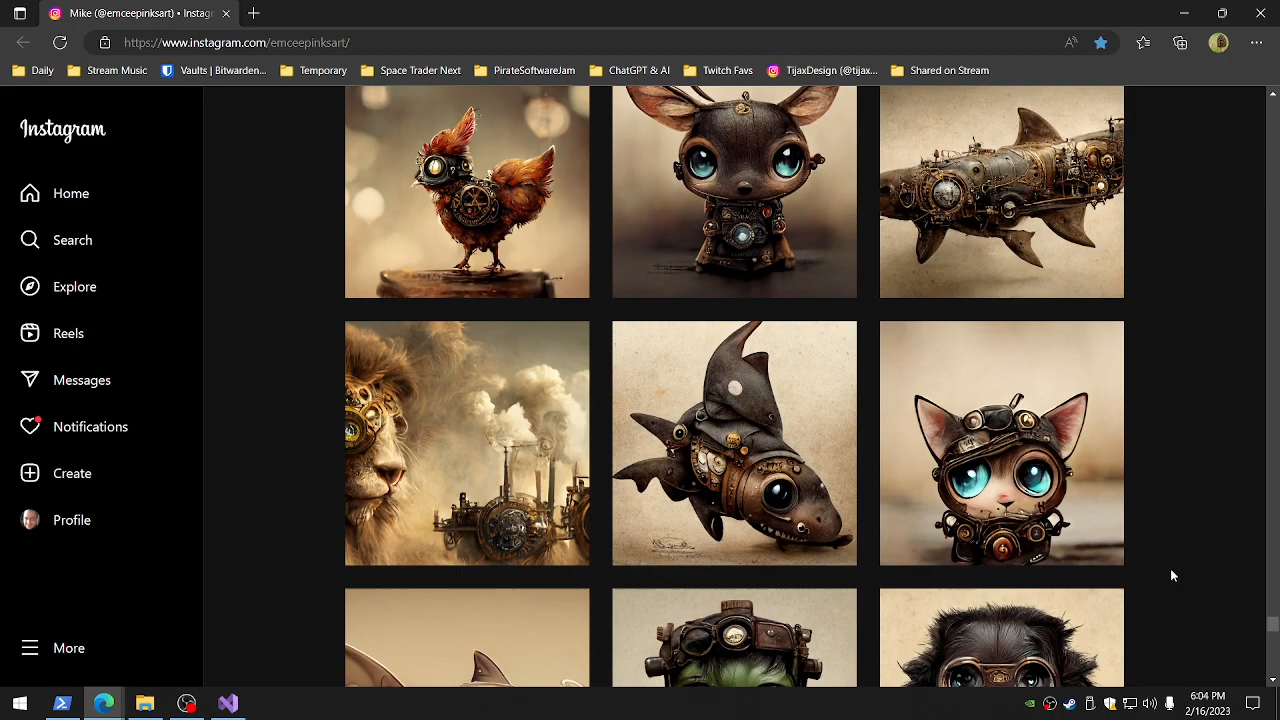 Mike (@emceepinksart) • Instagr
https://www.instagram.com/emceepinksart/
Daily
Stream Music
Vaults | Bitwarden...
Temporary
Space Trader Next
PirateSoftwareJam
ChatGPT & AI
Twitch Favs
TijaxDesign (@tijax...
Shared on Stream
Instagram
Home
Search
Explore
Reels
Messages
Notifications
Create
Profile
More
6:04 PM
2/16/2023